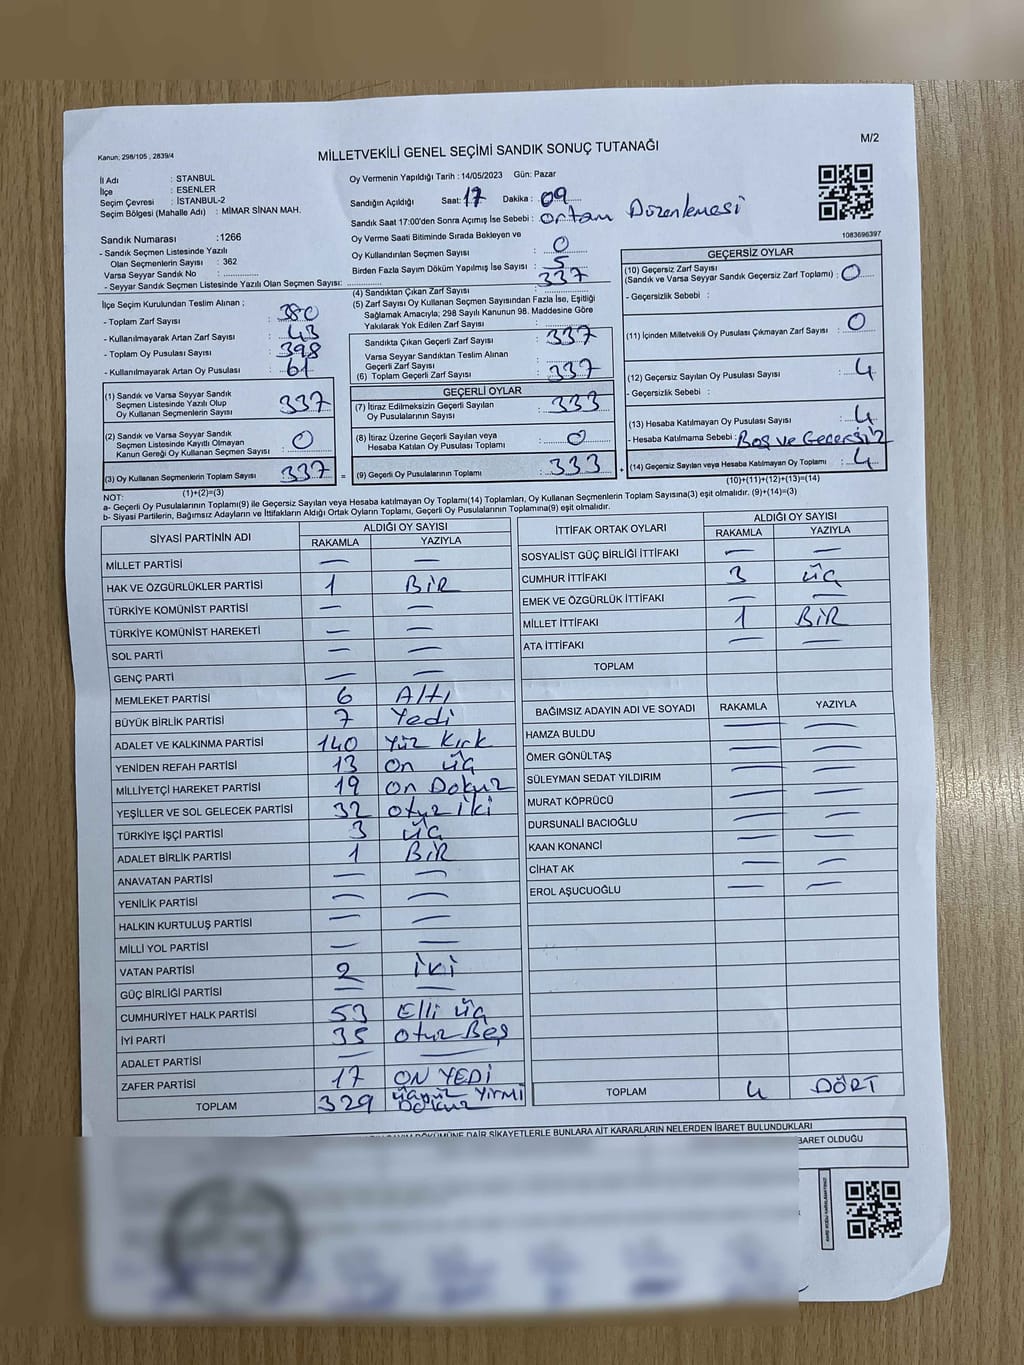 Kanun; 298/105 , 2839/4
M/2
MİLLETVEKİLİ GENEL SEÇİMİ SANDIK SONUÇ TUTANAĞI
İl Adı : STANBUL
İlçe : ESENLER
Seçim Çevresi : İSTANBUL-2
Seçim Bölgesi (Mahalle Adı) : MİMAR SİNAN MAH.
Sandık Numarası :1266
- Sandık Seçmen Listesinde Yazılı
Olan Seçmenlerin Sayısı : 362
Varsa Seyyar Sandık No : ..............
- Seyyar Sandık Seçmen Listesinde Yazılı Olan Seçmen Sayısı: ..............
İlçe Seçim Kurulundan Teslim Alınan ;
- Toplam Zarf Sayısı : 380
- Kullanılmayarak Artan Zarf Sayısı : 43
- Toplam Oy Pusulası Sayısı : 398
- Kullanılmayarak Artan Oy Pusulası : 61
(1) Sandık ve Varsa Seyyar Sandık
Seçmen Listesinde Yazılı Olup
Oy Kullanan Seçmenlerin Sayısı : 337
(2) Sandık ve Varsa Seyyar Sandık
Seçmen Listesinde Kayıtlı Olmayan
Kanun Gereği Oy Kullanan Seçmen Sayısı : 0
(3) Oy Kullanan Seçmenlerin Toplam Sayısı : 337
(1)+(2)=(3)
Oy Vermenin Yapıldığı Tarih : 14/05/2023 Gün: Pazar
Sandığın Açıldığı Saat: 17 Dakika : 09
Sandık Saat 17:00'den Sonra Açımış İse Sebebi : Ortam Düzenlemesi
Oy Verme Saati Bitiminde Sırada Bekleyen ve
Oy Kullandırılan Seçmen Sayısı : 0
Birden Fazla Sayım Döküm Yapılmış İse Sayısı : 5
(4) Sandıktan Çıkan Zarf Sayısı : 337
(5) Zarf Sayısı Oy Kullanan Seçmen Sayısından Fazla İse, Eşitliği
Sağlamak Amacıyla; 298 Sayılı Kanunun 98. Maddesine Göre
Yakılarak Yok Edilen Zarf Sayısı :
Sandıkta Çıkan Geçerli Zarf Sayısı : 337
Varsa Seyyar Sandıktan Teslim Alınan
Geçerli Zarf Sayısı :
(6) Toplam Geçerli Zarf Sayısı : 337
GEÇERLİ OYLAR
(7) İtiraz Edilmeksizin Geçerli Sayılan
Oy Pusulalarının Sayısı : 333
(8) İtiraz Üzerine Geçerli Sayılan veya
Hesaba Katılan Oy Pusulası Toplamı : 0
= (9) Geçerli Oy Pusulalarının Toplamı : 333 +
1083696397
GEÇERSİZ OYLAR
(10) Geçersiz Zarf Sayısı
(Sandık ve Varsa Seyyar Sandık Geçersiz Zarf Toplamı) : 0
- Geçersizlik Sebebi :
(11) İçinden Milletvekili Oy Pusulası Çıkmayan Zarf Sayısı : 0
(12) Geçersiz Sayılan Oy Pusulası Sayısı : 4
- Geçersizlik Sebebi :
(13) Hesaba Katılmayan Oy Pusulası Sayısı : 4
- Hesaba Katılmama Sebebi : Boş ve Geçersiz
(14) Geçersiz Sayılan veya Hesaba Katılmayan Oy Toplamı : 4
(10)+(11)+(12)+(13)=(14)
NOT:
a- Geçerli Oy Pusulalarının Toplamı(9) ile Geçersiz Sayılan veya Hesaba katılmayan Oy Toplamı(14) Toplamları, Oy Kullanan Seçmenlerin Toplam Sayısına(3) eşit olmalıdır. (9)+(14)=(3)
b- Siyasi Partilerin, Bağımsız Adayların ve İttifakların Aldığı Ortak Oyların Toplamı, Geçerli Oy Pusulalarının Toplamına(9) eşit olmalıdır.
SİYASİ PARTİNİN ADI ALDIĞI OY SAYISI
RAKAMLA YAZIYLA
MİLLET PARTİSİ — —
HAK VE ÖZGÜRLÜKLER PARTİSİ 1 BİR
TÜRKİYE KOMÜNİST PARTİSİ — —
TÜRKİYE KOMÜNİST HAREKETİ — —
SOL PARTİ — —
GENÇ PARTİ — —
MEMLEKET PARTİSİ 6 Altı
BÜYÜK BİRLİK PARTİSİ 7 Yedi
ADALET VE KALKINMA PARTİSİ 140 Yüz Kırk
YENİDEN REFAH PARTİSİ 13 On üç
MİLLİYETÇİ HAREKET PARTİSİ 19 On Dokuz
YEŞİLLER VE SOL GELECEK PARTİSİ 32 Otuz iki
TÜRKİYE İŞÇİ PARTİSİ 3 üç
ADALET BİRLİK PARTİSİ 1 BİR
ANAVATAN PARTİSİ — —
YENİLİK PARTİSİ — —
HALKIN KURTULUŞ PARTİSİ — —
MİLLİ YOL PARTİSİ — —
VATAN PARTİSİ 2 İki
GÜÇ BİRLİĞİ PARTİSİ — —
CUMHURİYET HALK PARTİSİ 53 Elli üç
İYİ PARTİ 35 Otuz Beş
ADALET PARTİSİ — —
ZAFER PARTİSİ 17 ON YEDİ
TOPLAM 329 üçyüz Yirmi Dokuz
İTTİFAK ORTAK OYLARI ALDIĞI OY SAYISI
RAKAMLA YAZIYLA
SOSYALİST GÜÇ BİRLİĞİ İTTİFAKI — —
CUMHUR İTTİFAKI 3 üç
EMEK VE ÖZGÜRLÜK İTTİFAKI — —
MİLLET İTTİFAKI 1 BİR
ATA İTTİFAKI — —
TOPLAM
BAĞIMSIZ ADAYIN ADI VE SOYADI RAKAMLA YAZIYLA
HAMZA BULDU — —
ÖMER GÖNÜLTAŞ — —
SÜLEYMAN SEDAT YILDIRIM — —
MURAT KÖPRÜCÜ — —
DURSUNALİ BACIOĞLU — —
KAAN KONANCİ — —
CİHAT AK — —
EROL AŞUCUOĞLU — —
TOPLAM 4 DÖRT
DÖKÜMÜNE DAİR ŞİKAYETLERLE BUNLARA AİT KARARLARIN NELERDEN İBARET BULUNDUKLARI
BARET OLDUĞU